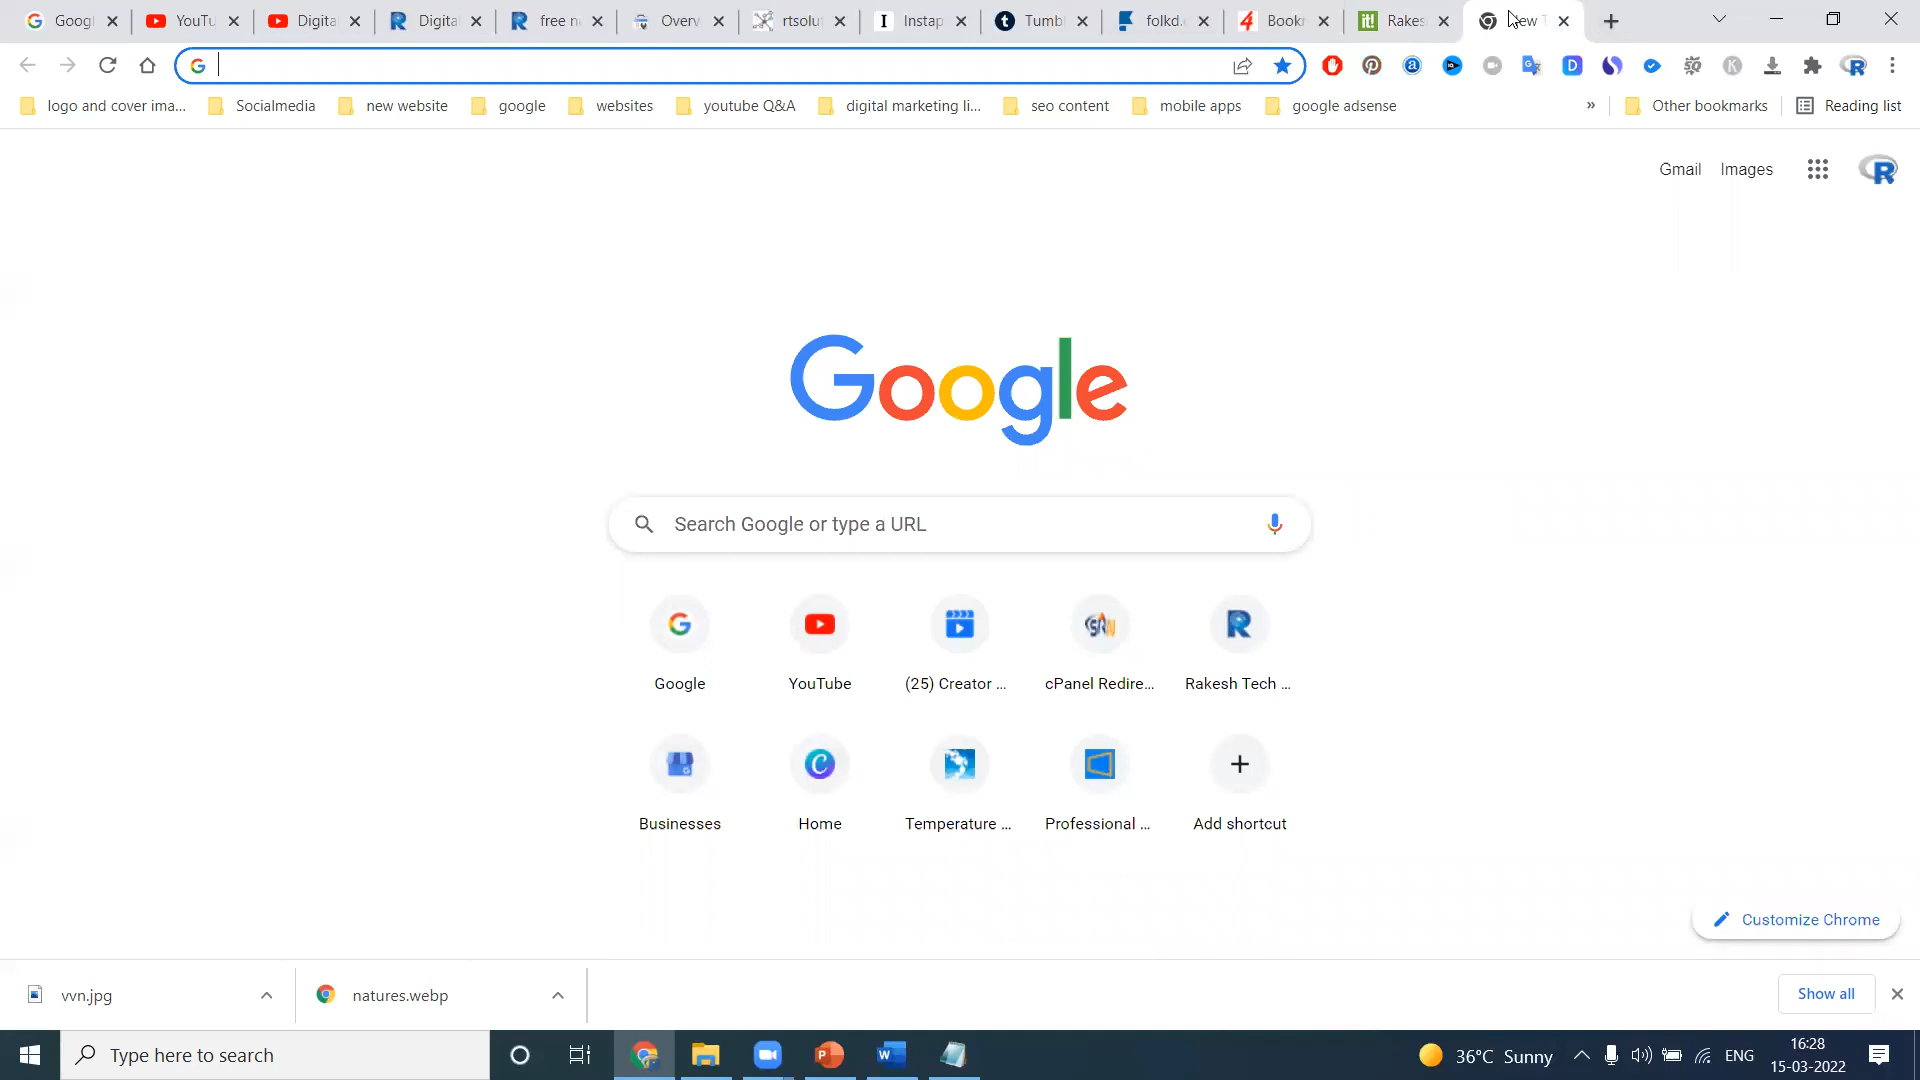 Googl
YouTu
Digita
Digital
free n
Overv
rtsolut
Instap
Tumbl
folkd.
Bookm
Rakes
New T
logo and cover ima...
Socialmedia
new website
google
websites
youtube Q&A
digital marketing li...
seo content
mobile apps
google adsense
»
Other bookmarks
Reading list
Gmail
Images
Google
Search Google or type a URL
Google
YouTube
(25) Creator ...
cPanel Redire...
Rakesh Tech ...
Businesses
Home
Temperature ...
Professional ...
Add shortcut
Customize Chrome
vvn.jpg
natures.webp
Show all
Type here to search
36°C Sunny
ENG
16:28
15-03-2022